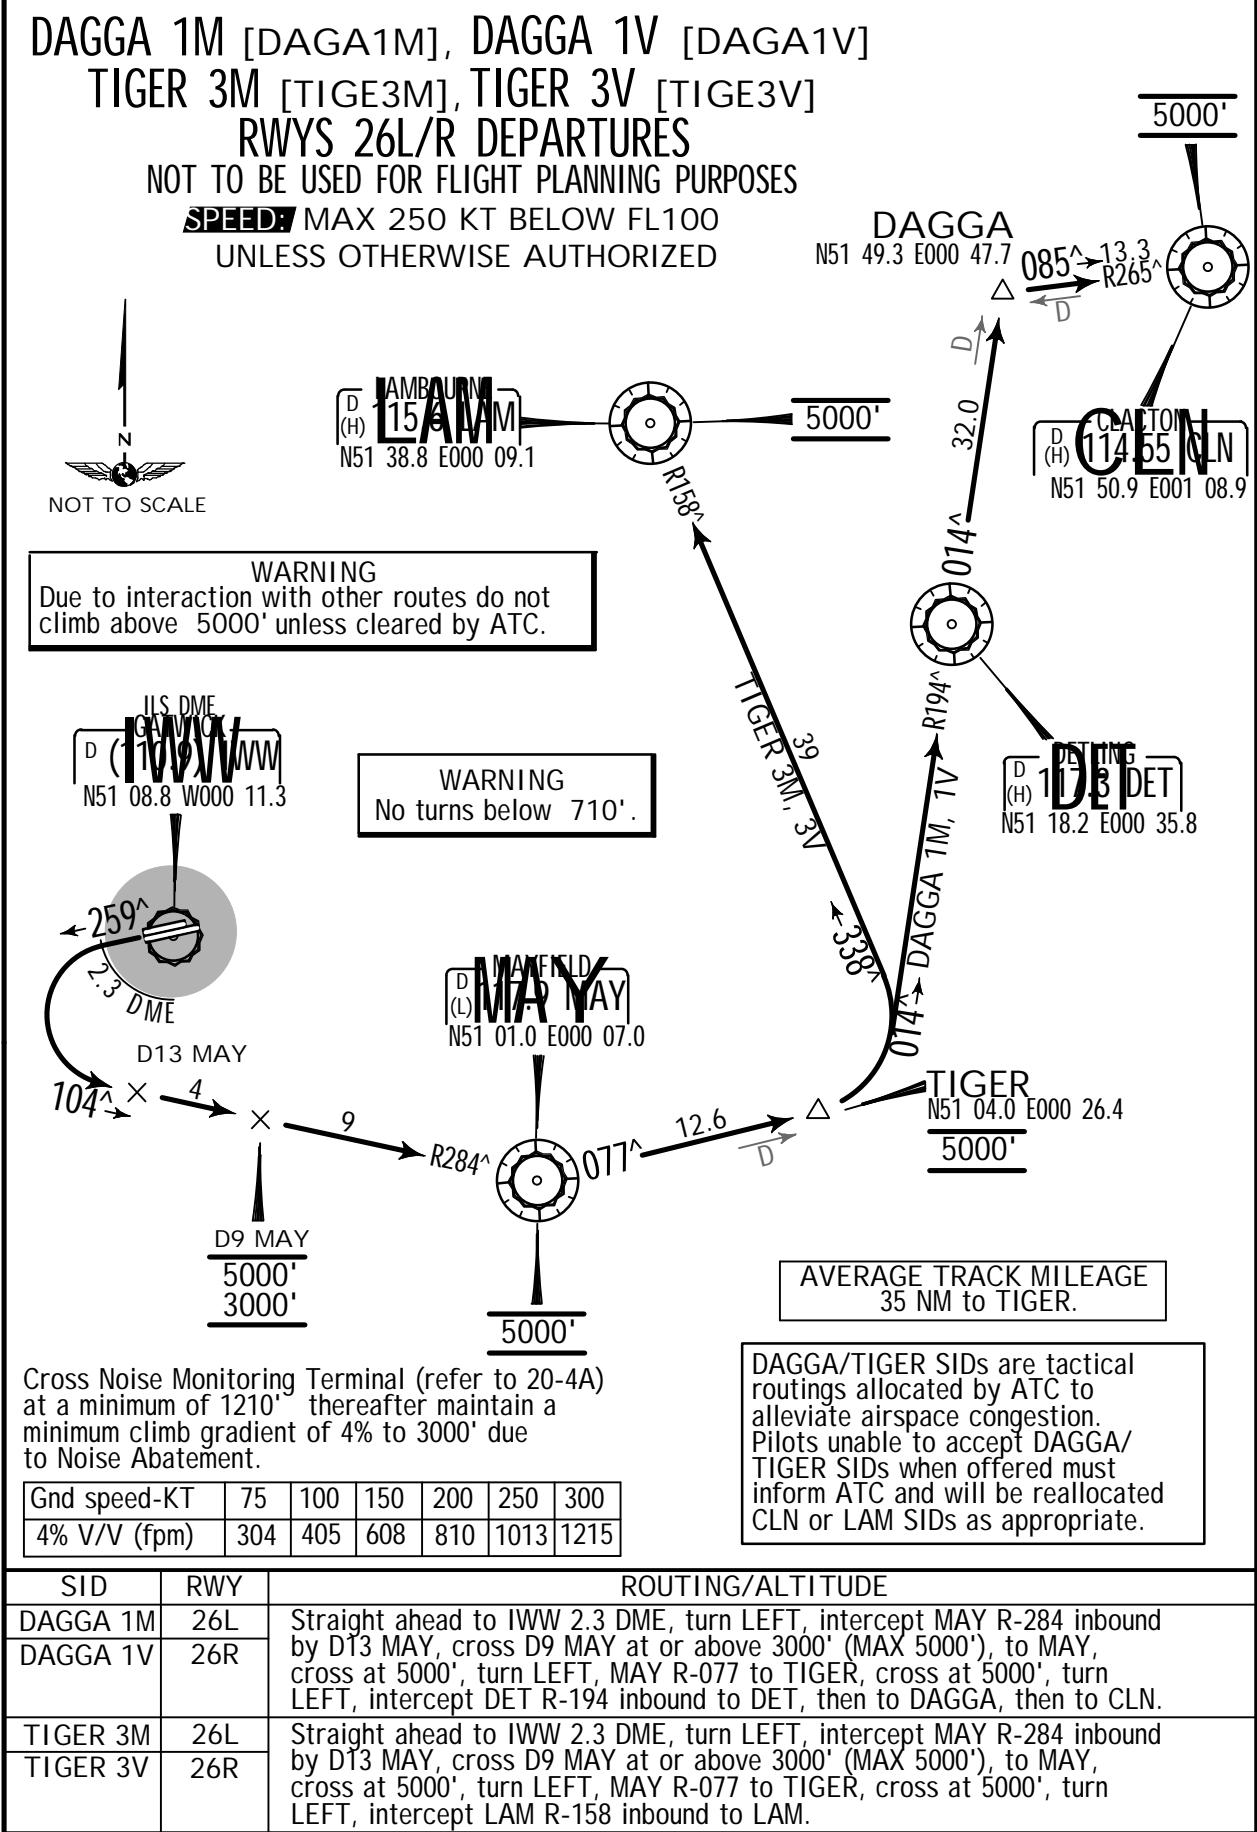 DAGGA 1M [DAGA1M], DAGGA 1V [DAGA1V]
TIGER 3M [TIGE3M], TIGER 3V [TIGE3V]
RWYS 26L/R DEPARTURES
NOT TO BE USED FOR FLIGHT PLANNING PURPOSES
SPEED: MAX 250 KT BELOW FL100
UNLESS OTHERWISE AUTHORIZED
5000'
DAGGA
N51 49.3 E000 47.7
085^
13.3
R265^
D
D
32.0
014^
N
NOT TO SCALE
LAMBOURNE
D
(H)
115.6 LAM
LAM
N51 38.8 E000 09.1
5000'
R158^
CLACTON
D
(H)
114.55 CLN
CLN
N51 50.9 E001 08.9
WARNING
Due to interaction with other routes do not
climb above 5000' unless cleared by ATC.
ILS DME
GATWICK
D
(110.9) IWW
IWW
N51 08.8 W000 11.3
WARNING
No turns below 710'.
TIGER 3M, 3V
39
338^
R194^
DAGGA 1M, 1V
014^
DETLING
D
(H)
117.3 DET
DET
N51 18.2 E000 35.8
259^
2.3 DME
MAYFIELD
D
(L)
117.9 MAY
MAY
N51 01.0 E000 07.0
D13 MAY
104^
4
9
R284^
077^
12.6
D
TIGER
N51 04.0 E000 26.4
5000'
D9 MAY
5000'
3000'
5000'
AVERAGE TRACK MILEAGE
35 NM to TIGER.
Cross Noise Monitoring Terminal (refer to 20-4A)
at a minimum of 1210' thereafter maintain a
minimum climb gradient of 4% to 3000' due
to Noise Abatement.
DAGGA/TIGER SIDs are tactical
routings allocated by ATC to
alleviate airspace congestion.
Pilots unable to accept DAGGA/
TIGER SIDs when offered must
inform ATC and will be reallocated
CLN or LAM SIDs as appropriate.
Gnd speed-KT 75 100 150 200 250 300
4% V/V (fpm) 304 405 608 810 1013 1215
SID RWY ROUTING/ALTITUDE
DAGGA 1M 26L
DAGGA 1V 26R
Straight ahead to IWW 2.3 DME, turn LEFT, intercept MAY R-284 inbound
by D13 MAY, cross D9 MAY at or above 3000' (MAX 5000'), to MAY,
cross at 5000', turn LEFT, MAY R-077 to TIGER, cross at 5000', turn
LEFT, intercept DET R-194 inbound to DET, then to DAGGA, then to CLN.
TIGER 3M 26L
TIGER 3V 26R
Straight ahead to IWW 2.3 DME, turn LEFT, intercept MAY R-284 inbound
by D13 MAY, cross D9 MAY at or above 3000' (MAX 5000'), to MAY,
cross at 5000', turn LEFT, MAY R-077 to TIGER, cross at 5000', turn
LEFT, intercept LAM R-158 inbound to LAM.